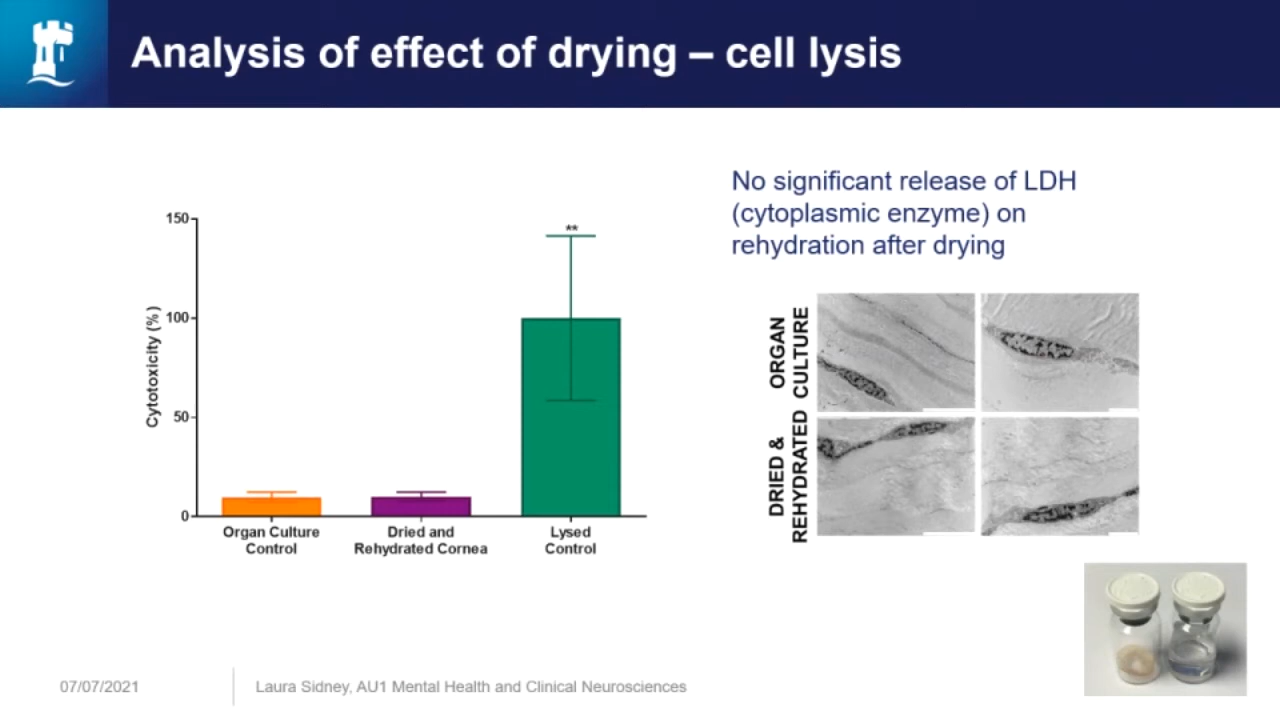 Analysis of effect of drying – cell lysis
No significant release of LDH
(cytoplasmic enzyme) on
rehydration after drying
150
100
50
0
Cytotoxicity (%)
**
Organ Culture
Control
Dried and
Rehydrated Cornea
Lysed
Control
ORGAN
CULTURE
DRIED &
REHYDRATED
07/07/2021
Laura Sidney, AU1 Mental Health and Clinical Neurosciences